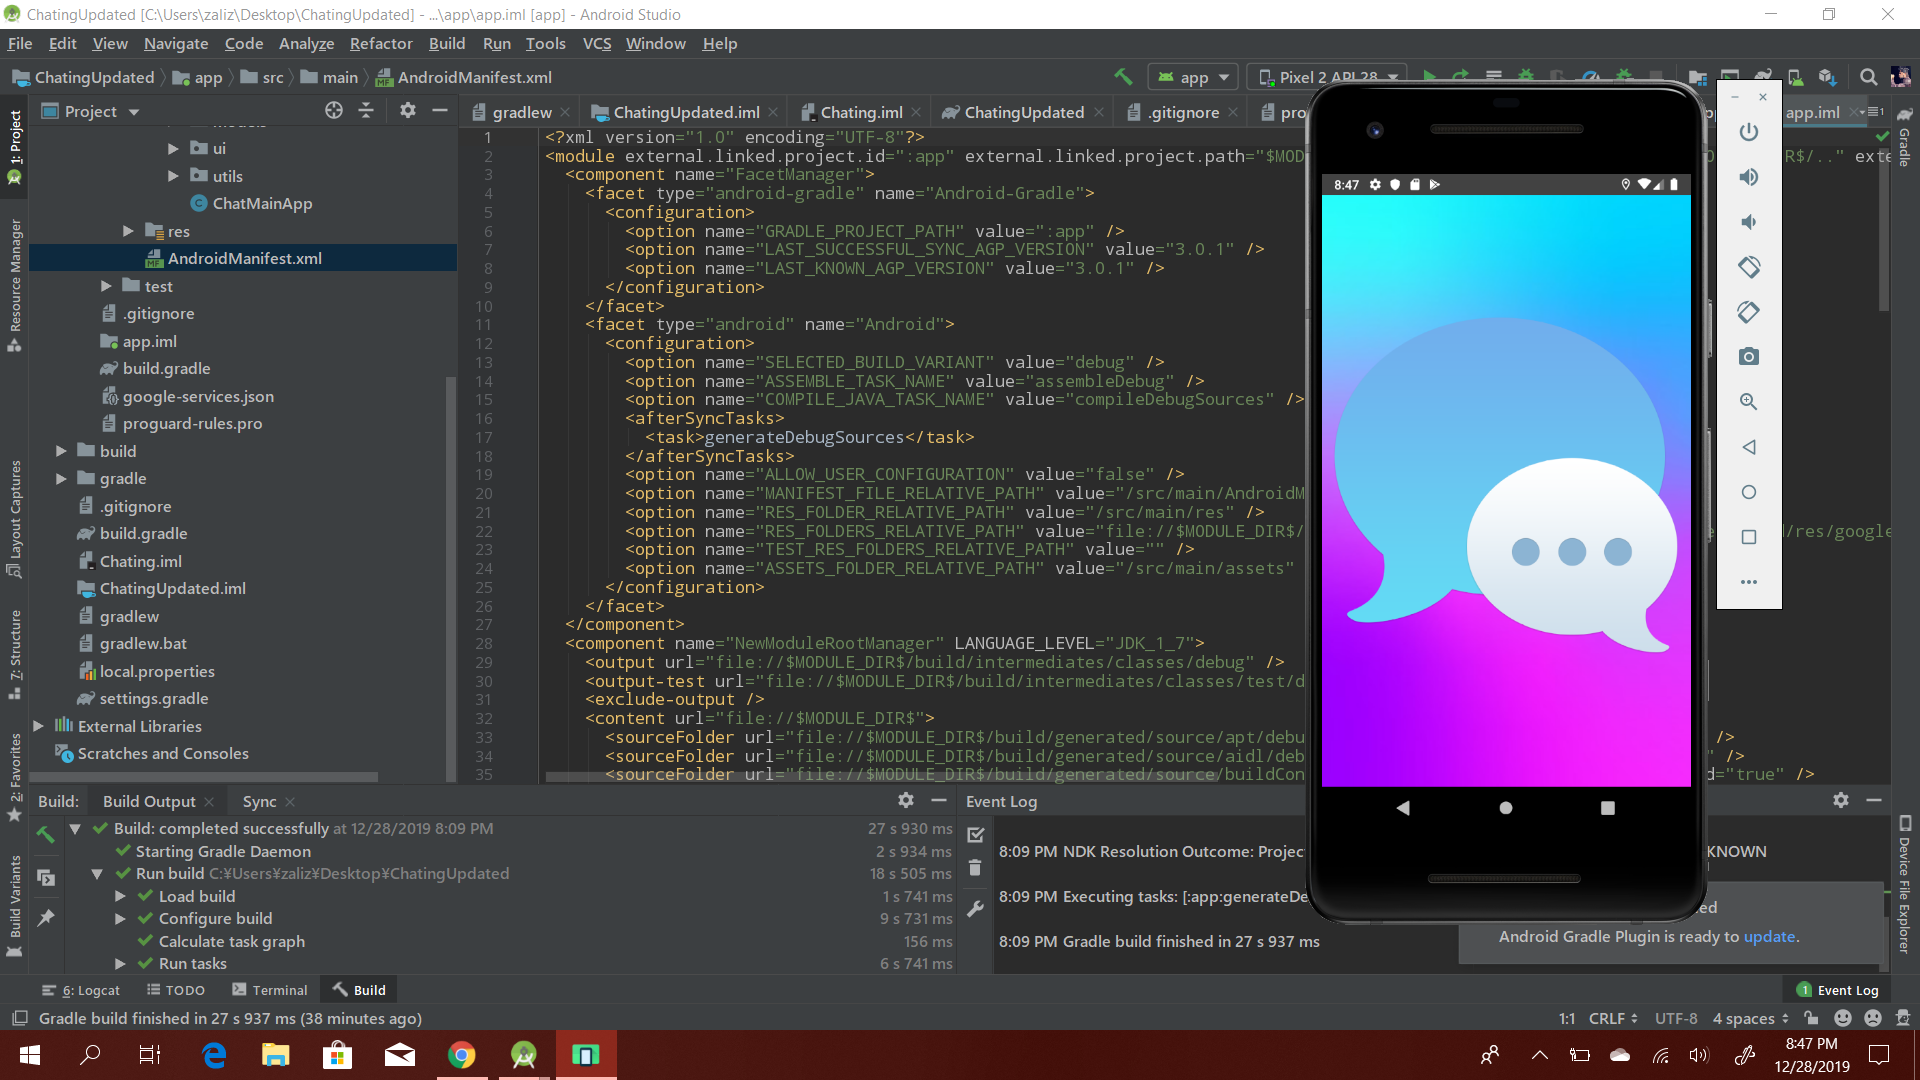 ChatingUpdated [C:\Users\zaliz\Desktop\ChatingUpdated] - ...\app\app.iml [app] - Android Studio
File Edit View Navigate Code Analyze Refactor Build Run Tools VCS Window Help
ChatingUpdated app src main AndroidManifest.xml app Pixel 2 API 28
Project
gradlew ChatingUpdated.iml Chating.iml ChatingUpdated .gitignore app.iml
1: Project
Resource Manager
Layout Captures
7: Structure
2: Favorites
Build Variants
Gradle
Device File Explorer
ui
utils
ChatMainApp
res
AndroidManifest.xml
test
.gitignore
app.iml
build.gradle
google-services.json
proguard-rules.pro
build
gradle
.gitignore
build.gradle
Chating.iml
ChatingUpdated.iml
gradlew
gradlew.bat
local.properties
settings.gradle
External Libraries
Scratches and Consoles
1 <?xml version="1.0" encoding="UTF-8"?>
2 <module external.linked.project.id=":app" external.linked.project.path="$MOD R$/.." ext
3 <component name="FacetManager">
4 <facet type="android-gradle" name="Android-Gradle">
5 <configuration>
6 <option name="GRADLE_PROJECT_PATH" value=":app" />
7 <option name="LAST_SUCCESSFUL_SYNC_AGP_VERSION" value="3.0.1" />
8 <option name="LAST_KNOWN_AGP_VERSION" value="3.0.1" />
9 </configuration>
10 </facet>
11 <facet type="android" name="Android">
12 <configuration>
13 <option name="SELECTED_BUILD_VARIANT" value="debug" />
14 <option name="ASSEMBLE_TASK_NAME" value="assembleDebug" />
15 <option name="COMPILE_JAVA_TASK_NAME" value="compileDebugSources" />
16 <afterSyncTasks>
17 <task>generateDebugSources</task>
18 </afterSyncTasks>
19 <option name="ALLOW_USER_CONFIGURATION" value="false" />
20 <option name="MANIFEST_FILE_RELATIVE_PATH" value="/src/main/AndroidM
21 <option name="RES_FOLDER_RELATIVE_PATH" value="/src/main/res" />
22 <option name="RES_FOLDERS_RELATIVE_PATH" value="file://$MODULE_DIR$/ /res/google
23 <option name="TEST_RES_FOLDERS_RELATIVE_PATH" value="" />
24 <option name="ASSETS_FOLDER_RELATIVE_PATH" value="/src/main/assets"
25 </configuration>
26 </facet>
27 </component>
28 <component name="NewModuleRootManager" LANGUAGE_LEVEL="JDK_1_7">
29 <output url="file://$MODULE_DIR$/build/intermediates/classes/debug" />
30 <output-test url="file://$MODULE_DIR$/build/intermediates/classes/test/d
31 <exclude-output />
32 <content url="file://$MODULE_DIR$">
33 <sourceFolder url="file://$MODULE_DIR$/build/generated/source/apt/debu />
34 <sourceFolder url="file://$MODULE_DIR$/build/generated/source/aidl/deb " />
35 <sourceFolder url="file://$MODULE_DIR$/build/generated/source/buildCon d="true" />
8:47
Build: Build Output Sync
Build: completed successfully at 12/28/2019 8:09 PM 27 s 930 ms
Starting Gradle Daemon 2 s 934 ms
Run build C:¥Users¥zaliz¥Desktop¥ChatingUpdated 18 s 505 ms
Load build 1 s 741 ms
Configure build 9 s 731 ms
Calculate task graph 156 ms
Run tasks 6 s 741 ms
Event Log
8:09 PM NDK Resolution Outcome: Projec KNOWN
8:09 PM Executing tasks: [:app:generateDe
8:09 PM Gradle build finished in 27 s 937 ms
ed
Android Gradle Plugin is ready to update.
6: Logcat TODO Terminal Build 1 Event Log
Gradle build finished in 27 s 937 ms (38 minutes ago) 1:1 CRLF UTF-8 4 spaces
8:47 PM
12/28/2019